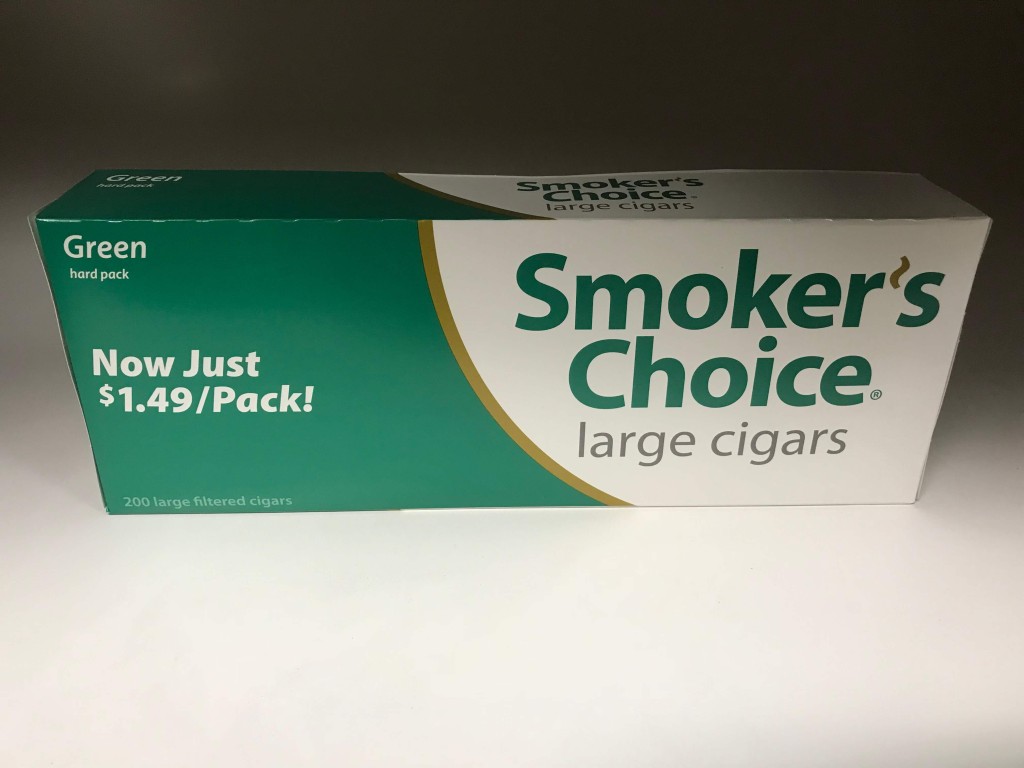 Green
hard pack
Smoker's
Choice
large cigars
Green
hard pack
Now Just
$1.49/Pack!
200 large filtered cigars
Smoker's
Choice®
large cigars